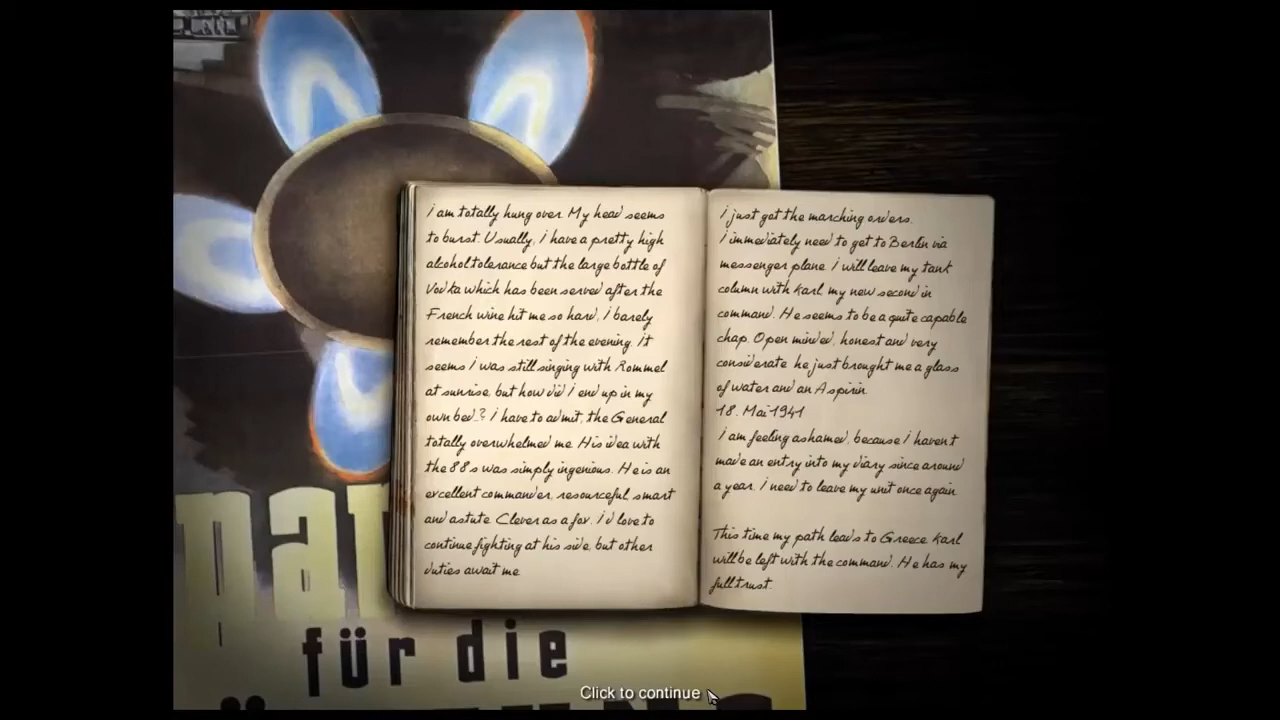 i am totally hung over. My head seems
to burst. Usually, i have a pretty high
alcohol tolerance but the large bottle of
Vodka which has been served after the
French wine hit me so hard, i barely
remember the rest of the evening. it
seems i was still singing with Rommel
at sunrise, but how did i end up in my
own bed..? i have to admit, the General
totally overwhelmed me. His idea with
the 88's was simply ingenious. He is an
excellent commander, resourceful, smart
and astute. Clever as a fox. i'd love to
continue fighting at his side, but other
duties await me.
i just got the marching orders.
i immediately need to get to Berlin via
messenger plane. i will leave my tank
column with Karl, my new second in
command. He seems to be a quite capable
chap. Open minded, honest and very
considerate: he just brought me a glass
of water and an Aspirin.
18. Mai 1941
i am feeling ashamed, because i haven't
made an entry into my diary since around
a year. i need to leave my unit once again.
This time my path leads to Greece. Karl
will be left with the command. He has my
full trust.
für die
Click to continue